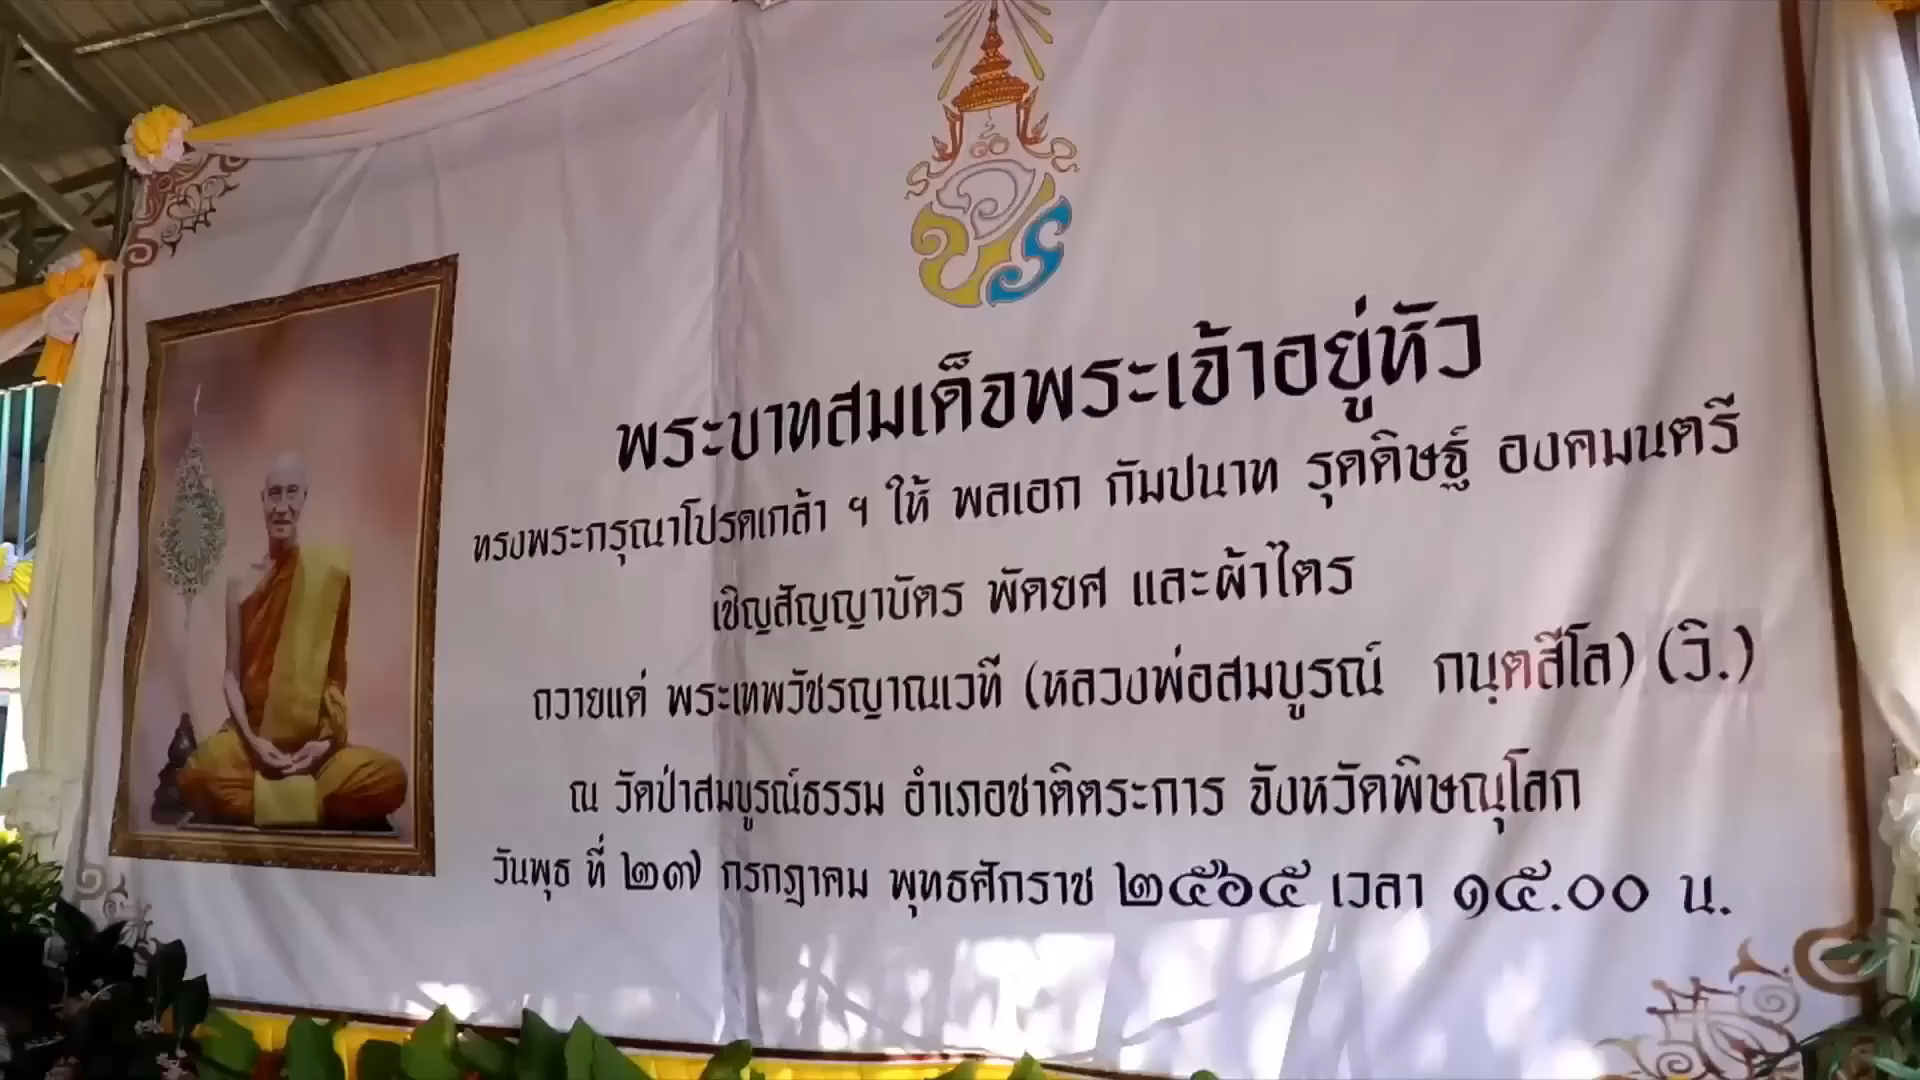 พระบาทสมเด็จพระเจ้าอยู่หัว
ทรงพระกรุณาโปรดเกล้า ฯ ให้ พลเอก กัมปนาท รุดดิษฐ์ องคมนตรี
เชิญสัญญาบัตร พัดยศ และผ้าไตร
ถวายแด่ พระเทพวัชรญาณเวที (หลวงพ่อสมบูรณ์ กนฺตสีโล) (วิ.)
ณ วัดป่าสมบูรณ์ธรรม อำเภอชาติตระการ จังหวัดพิษณุโลก
วันพุธ ที่ ๒๗ กรกฎาคม พุทธศักราช ๒๕๖๕ เวลา ๑๕.๐๐ น.